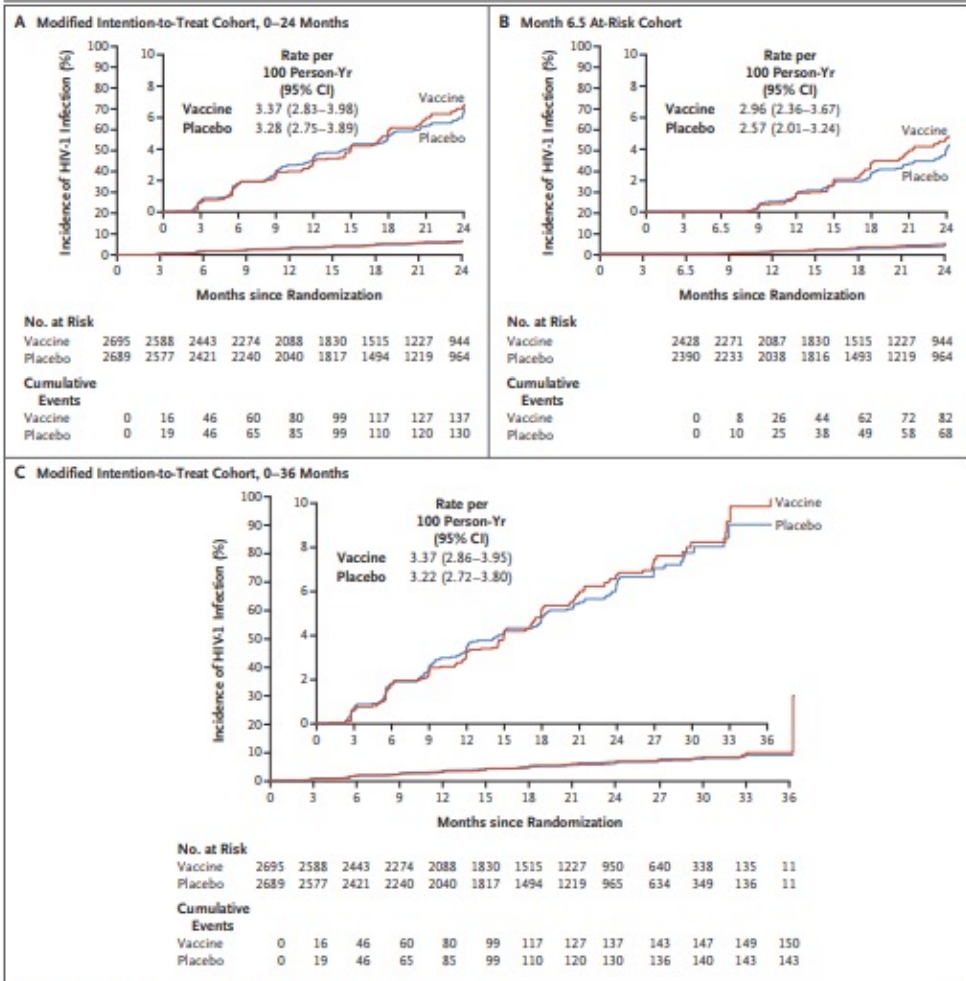 A Modified Intention-to-Treat Cohort, 0–24 Months
Incidence of HIV-1 Infection (%)
100
90
80
70
60
50
40
30
20
10
0
10
8
6
4
2
0
Rate per
100 Person-Yr
(95% CI)
Vaccine 3.37 (2.83–3.98)
Placebo 3.28 (2.75–3.89)
Vaccine
Placebo
0 3 6 9 12 15 18 21 24
0 3 6 9 12 15 18 21 24
Months since Randomization
No. at Risk
Vaccine 2695 2588 2443 2274 2088 1830 1515 1227 944
Placebo 2689 2577 2421 2240 2040 1817 1494 1219 964
Cumulative
Events
Vaccine 0 16 46 60 80 99 117 127 137
Placebo 0 19 46 65 85 99 110 120 130
B Month 6.5 At-Risk Cohort
Incidence of HIV-1 Infection (%)
100
90
80
70
60
50
40
30
20
10
0
10
8
6
4
2
0
Rate per
100 Person-Yr
(95% CI)
Vaccine 2.96 (2.36–3.67)
Placebo 2.57 (2.01–3.24)
Vaccine
Placebo
0 3 6.5 9 12 15 18 21 24
0 3 6.5 9 12 15 18 21 24
Months since Randomization
No. at Risk
Vaccine 2428 2271 2087 1830 1515 1227 944
Placebo 2390 2233 2038 1816 1493 1219 964
Cumulative
Events
Vaccine 0 8 26 44 62 72 82
Placebo 0 10 25 38 49 58 68
C Modified Intention-to-Treat Cohort, 0–36 Months
Incidence of HIV-1 Infection (%)
100
90
80
70
60
50
40
30
20
10
0
10
8
6
4
2
0
Rate per
100 Person-Yr
(95% CI)
Vaccine 3.37 (2.86–3.95)
Placebo 3.22 (2.72–3.80)
Vaccine
Placebo
0 3 6 9 12 15 18 21 24 27 30 33 36
0 3 6 9 12 15 18 21 24 27 30 33 36
Months since Randomization
No. at Risk
Vaccine 2695 2588 2443 2274 2088 1830 1515 1227 950 640 338 135 11
Placebo 2689 2577 2421 2240 2040 1817 1494 1219 965 634 349 136 11
Cumulative
Events
Vaccine 0 16 46 60 80 99 117 127 137 143 147 149 150
Placebo 0 19 46 65 85 99 110 120 130 136 140 143 143